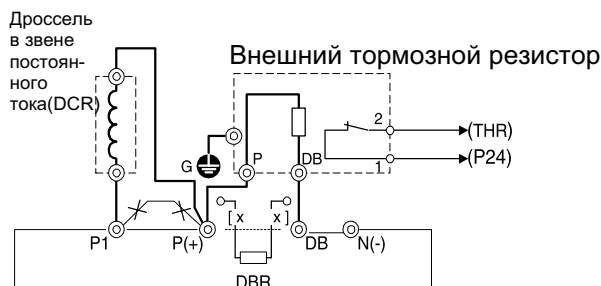 Дроссель
в звене
постоян-
ного
тока(DCR)
Внешний тормозной резистор
2
(THR)
G
P
DB
1
(P24)
[ x
x ]
P1
P(+)
DB
N(-)
DBR